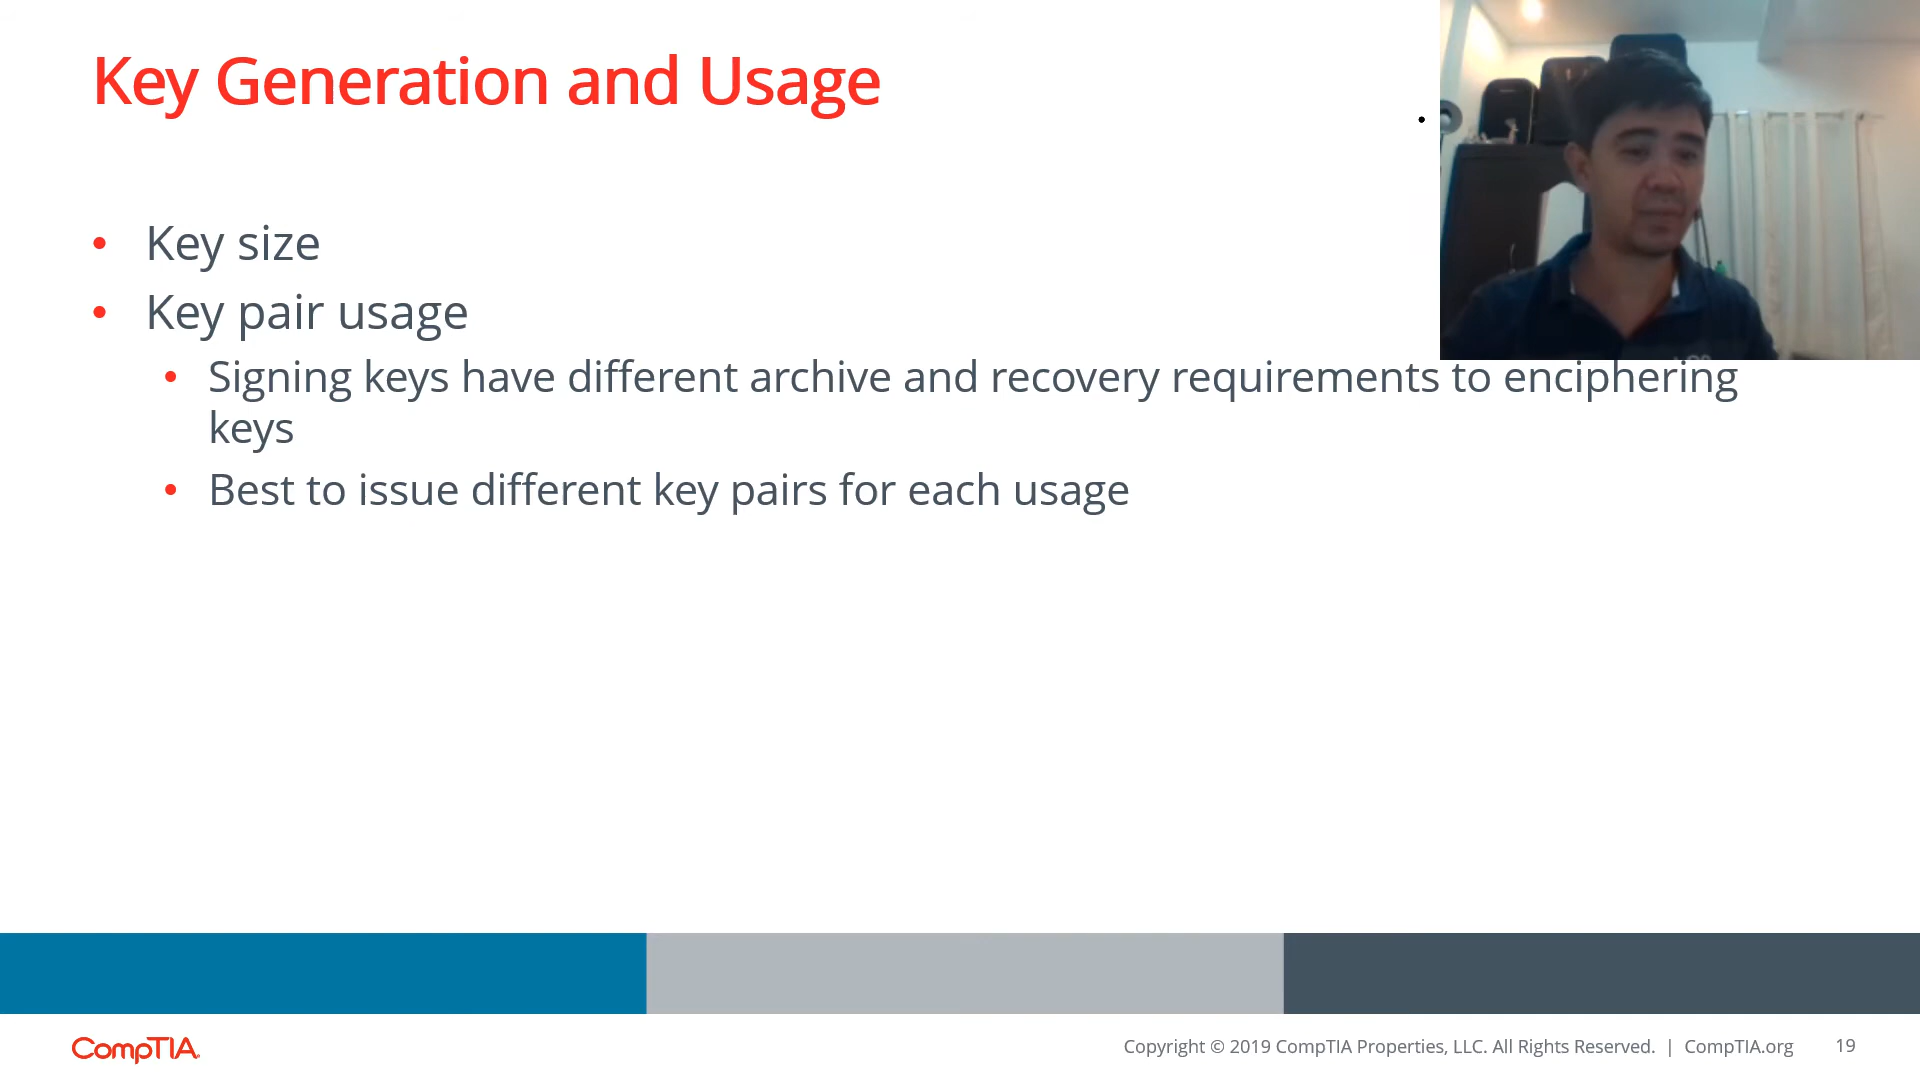 Key Generation and Usage
• Key size
• Key pair usage
• Signing keys have different archive and recovery requirements to enciphering
keys
• Best to issue different key pairs for each usage
CompTIA.
Copyright © 2019 CompTIA Properties, LLC. All Rights Reserved. | CompTIA.org 19